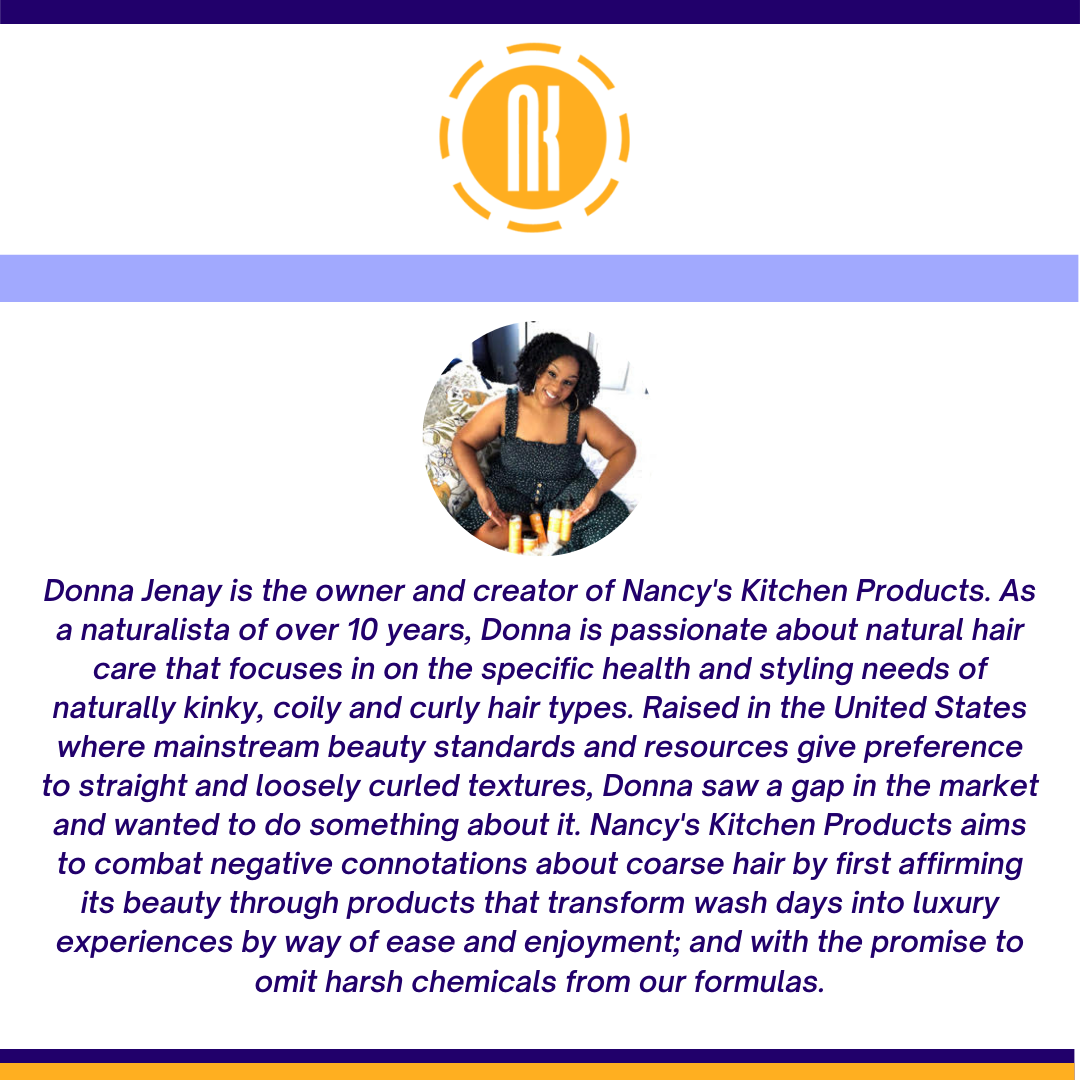 NK
Donna Jenay is the owner and creator of Nancy's Kitchen Products. As
a naturalista of over 10 years, Donna is passionate about natural hair
care that focuses in on the specific health and styling needs of
naturally kinky, coily and curly hair types. Raised in the United States
where mainstream beauty standards and resources give preference
to straight and loosely curled textures, Donna saw a gap in the market
and wanted to do something about it. Nancy's Kitchen Products aims
to combat negative connotations about coarse hair by first affirming
its beauty through products that transform wash days into luxury
experiences by way of ease and enjoyment; and with the promise to
omit harsh chemicals from our formulas.